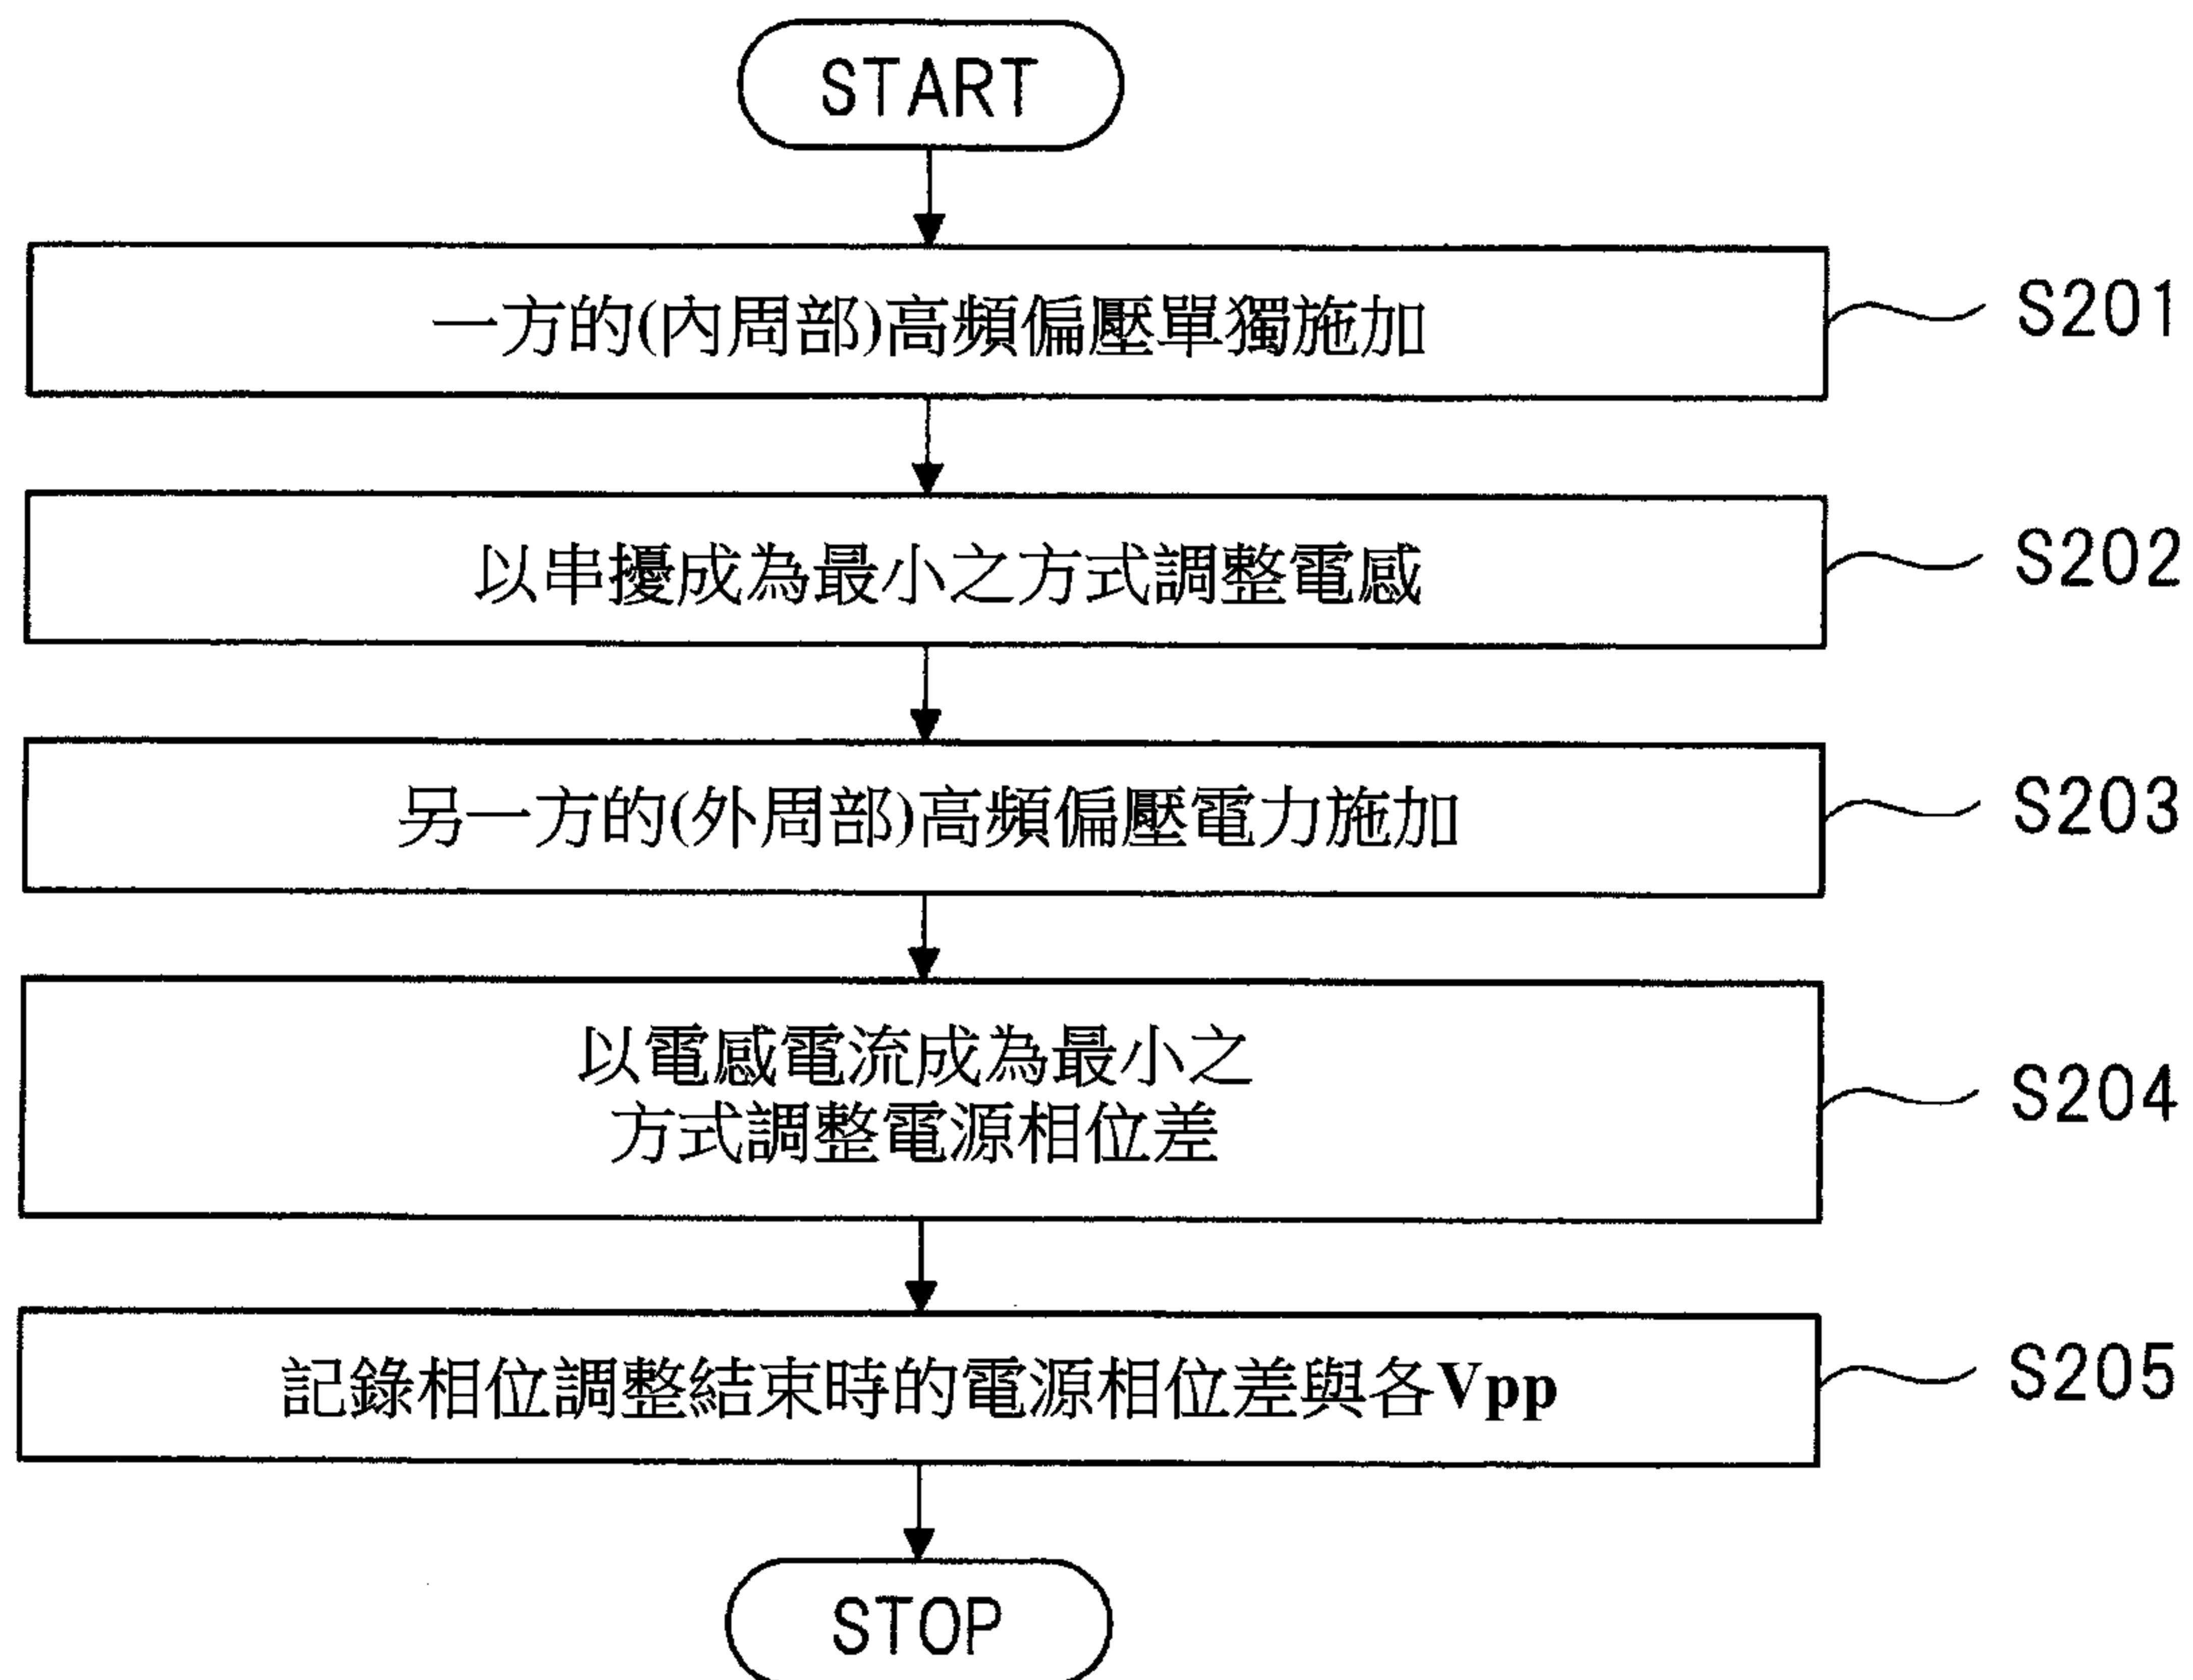 START
一方的(內周部)高頻偏壓單獨施加
S201
以串擾成為最小之方式調整電感
S202
另一方的(外周部)高頻偏壓電力施加
S203
以電感電流成為最小之
方式調整電源相位差
S204
記錄相位調整結束時的電源相位差與各Vpp
S205
STOP